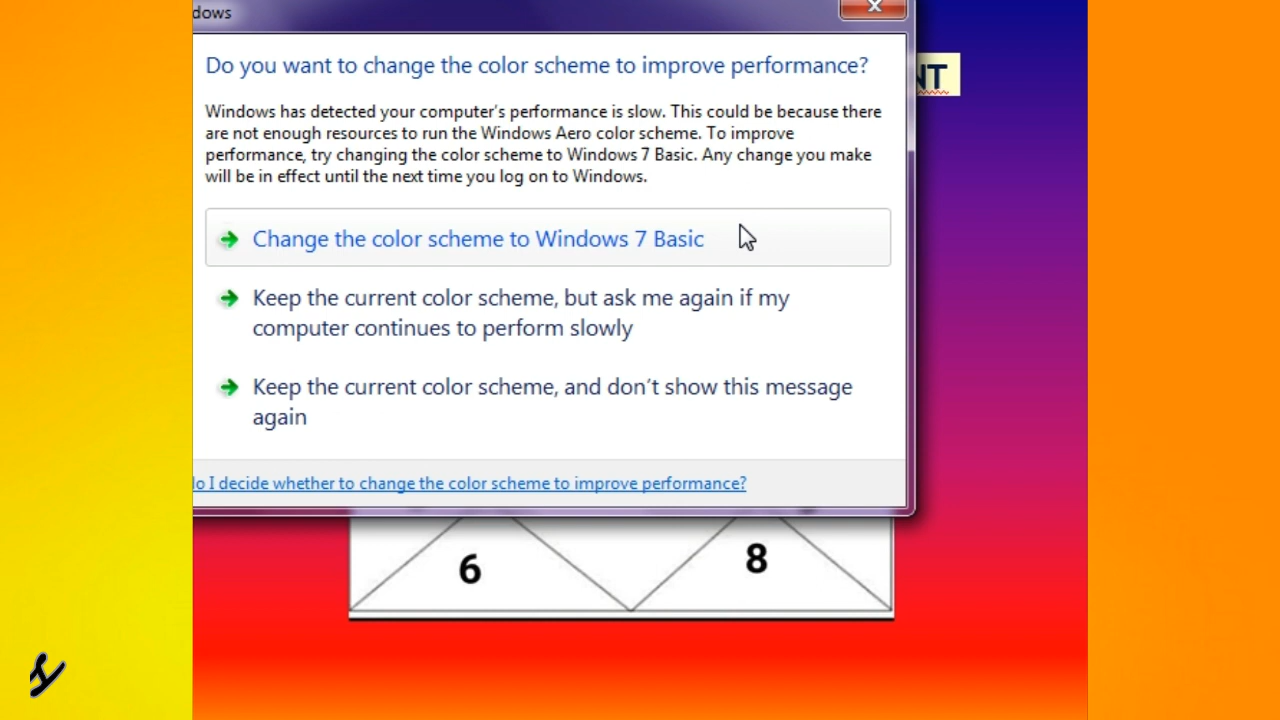 dows
NT
Do you want to change the color scheme to improve performance?
Windows has detected your computer's performance is slow. This could be because there
are not enough resources to run the Windows Aero color scheme. To improve
performance, try changing the color scheme to Windows 7 Basic. Any change you make
will be in effect until the next time you log on to Windows.
Change the color scheme to Windows 7 Basic
Keep the current color scheme, but ask me again if my
computer continues to perform slowly
Keep the current color scheme, and don't show this message
again
do I decide whether to change the color scheme to improve performance?
6
8